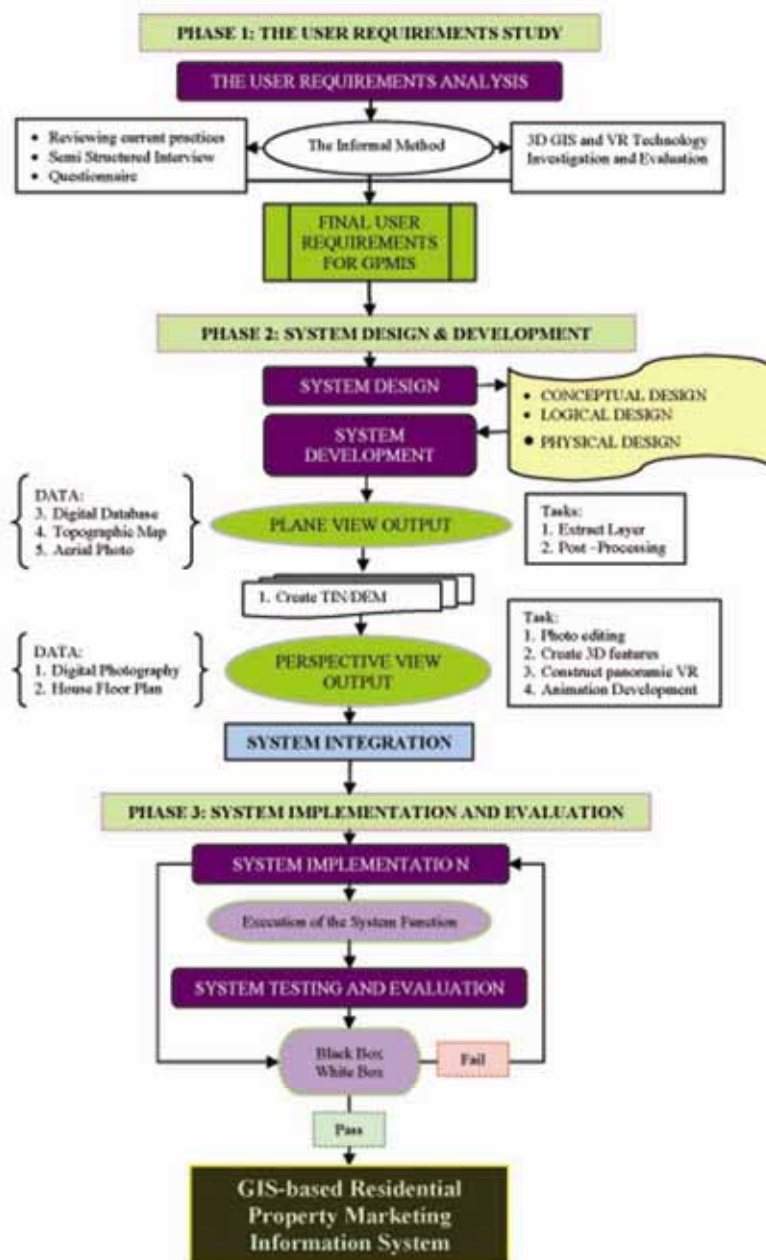 PHASE 1: THE USER REQUIREMENTS STUDY
THE USER REQUIREMENTS ANALYSIS
• Reviewing current practices
• Semi Structured Interview
• Questionnaire
The Informal Method
3D GIS and VR Technology
Investigation and Evaluation
FINAL USER
REQUIREMENTS
FOR GPMIS
PHASE 2: SYSTEM DESIGN & DEVELOPMENT
SYSTEM DESIGN
• CONCEPTUAL DESIGN
• LOGICAL DESIGN
• PHYSICAL DESIGN
SYSTEM
DEVELOPMENT
DATA:
3. Digital Database
4. Topographic Map
5. Aerial Photo
PLANE VIEW OUTPUT
Tasks:
1. Extract Layer
2. Post -Processing
1. Create TIN/DEM
DATA:
1. Digital Photography
2. House Floor Plan
PERSPECTIVE VIEW
OUTPUT
Task:
1. Photo editing
2. Create 3D features
3. Construct panoramic VR
4. Animation Development
SYSTEM INTEGRATION
PHASE 3: SYSTEM IMPLEMENTATION AND EVALUATION
SYSTEM IMPLEMENTATIO N
Execution of the System Function
SYSTEM TESTING AND EVALUATION
Black Box
White Box
Fail
Pass
GIS-based Residential
Property Marketing
Information System